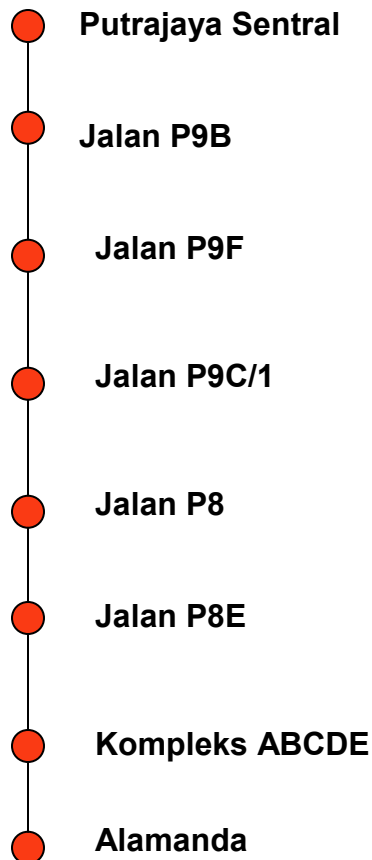 Putrajaya Sentral
Jalan P9B
Jalan P9F
Jalan P9C/1
Jalan P8
Jalan P8E
Kompleks ABCDE
Alamanda